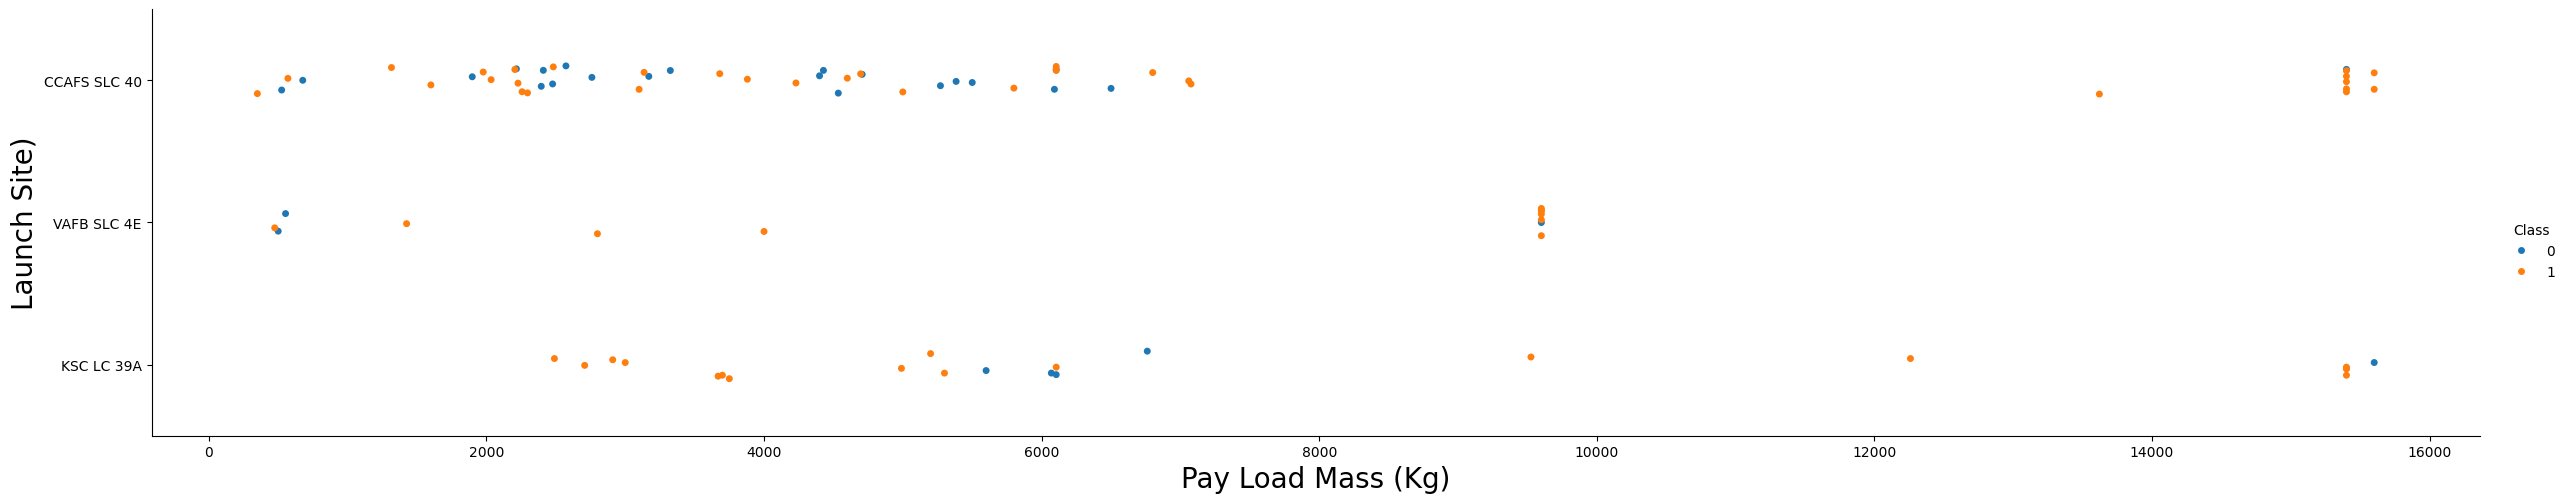 Launch Site)
CCAFS SLC 40
VAFB SLC 4E
KSC LC 39A
0 2000 4000 6000 8000 10000 12000 14000 16000
Pay Load Mass (Kg)
Class
0
1